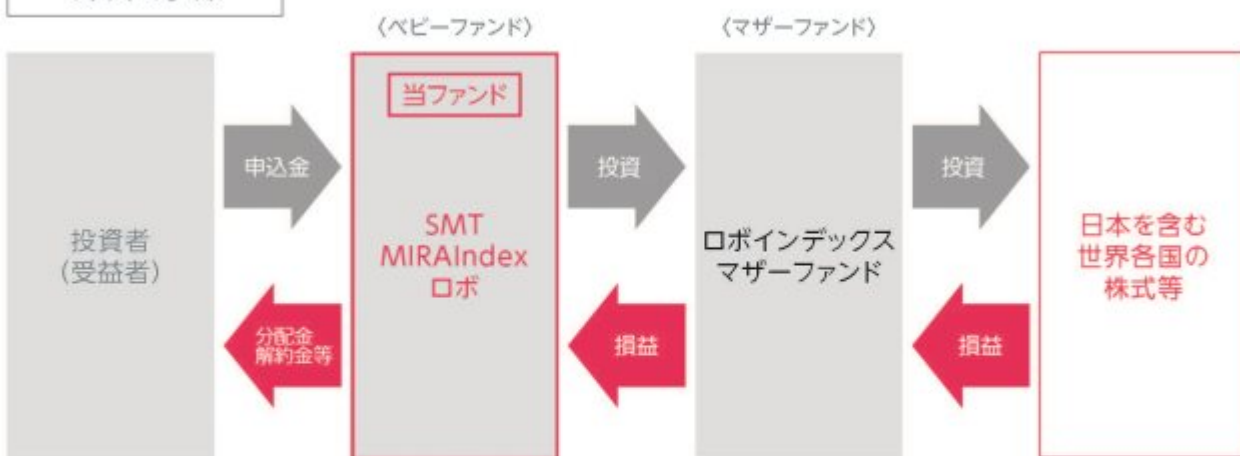 〈ベビーファンド〉
〈マザーファンド〉
当ファンド
申込金
投資
投資
投資者
(受益者)
SMT
MIRAIndex
ロボ
ロボインデックス
マザーファンド
日本を含む
世界各国の
株式等
分配金
解約金等
損益
損益